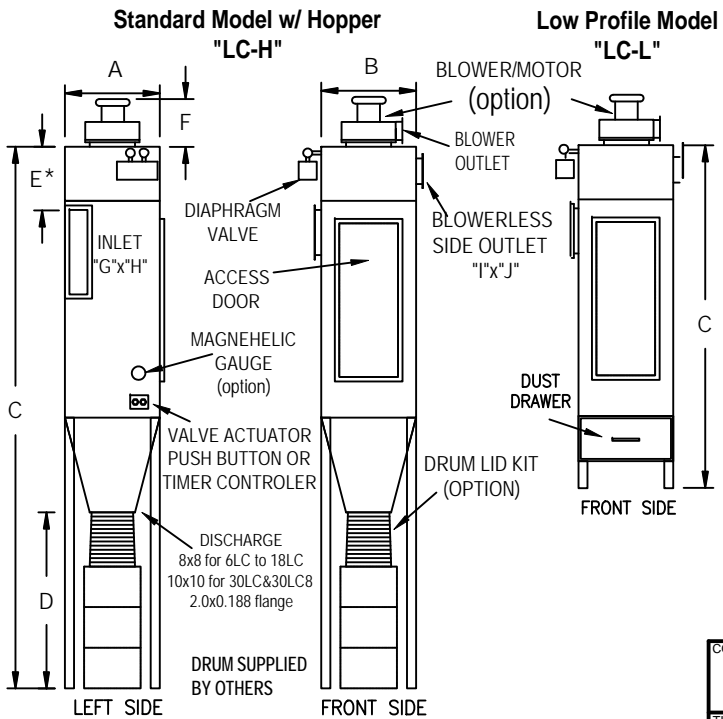 Standard Model w/ Hopper
"LC-H"
Low Profile Model
"LC-L"
A
B
F
E*
BLOWER/MOTOR
(option)
BLOWER
OUTLET
DIAPHRAGM
VALVE
INLET
"G"x"H"
BLOWERLESS
SIDE OUTLET
"I"x"J"
ACCESS
DOOR
MAGNEHELIC
GAUGE
(option)
C
C
VALVE ACTUATOR
PUSH BUTTON OR
TIMER CONTROLER
DUST
DRAWER
DRUM LID KIT
(OPTION)
FRONT SIDE
DISCHARGE
8x8 for 6LC to 18LC
10x10 for 30LC&30LC8
2.0x0.188 flange
D
DRUM SUPPLIED
BY OTHERS
LEFT SIDE
FRONT SIDE